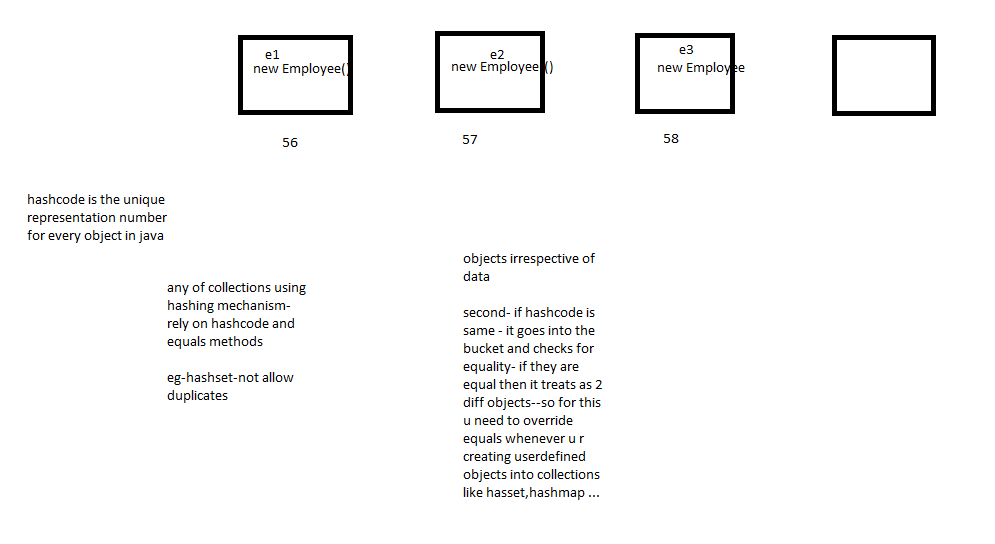 e1
new Employee()
e2
new Employee ()
e3
new Employee
56
57
58
hashcode is the unique
representation number
for every object in java
any of collections using
hashing mechanism-
rely on hashcode and
equals methods
eg-hashset-not allow
duplicates
objects irrespective of
data
second- if hashcode is
same - it goes into the
bucket and checks for
equality- if they are
equal then it treats as 2
diff objects--so for this
u need to override
equals whenever u r
creating userdefined
objects into collections
like hasset,hashmap ...